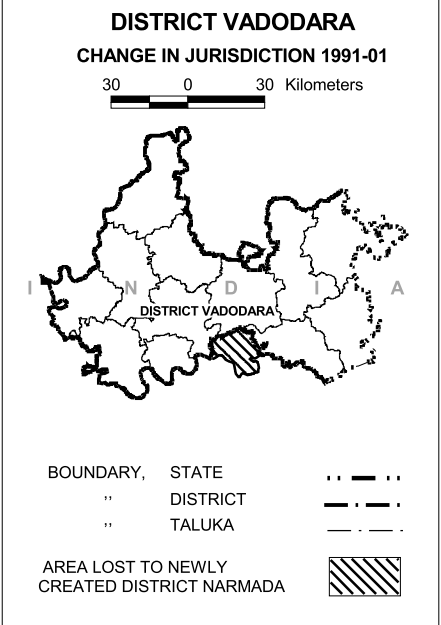 DISTRICT VADODARA
CHANGE IN JURISDICTION 1991-01
30 0 30 Kilometers
I N D I A
DISTRICT VADODARA
BOUNDARY, STATE
,, DISTRICT
,, TALUKA
AREA LOST TO NEWLY
CREATED DISTRICT NARMADA